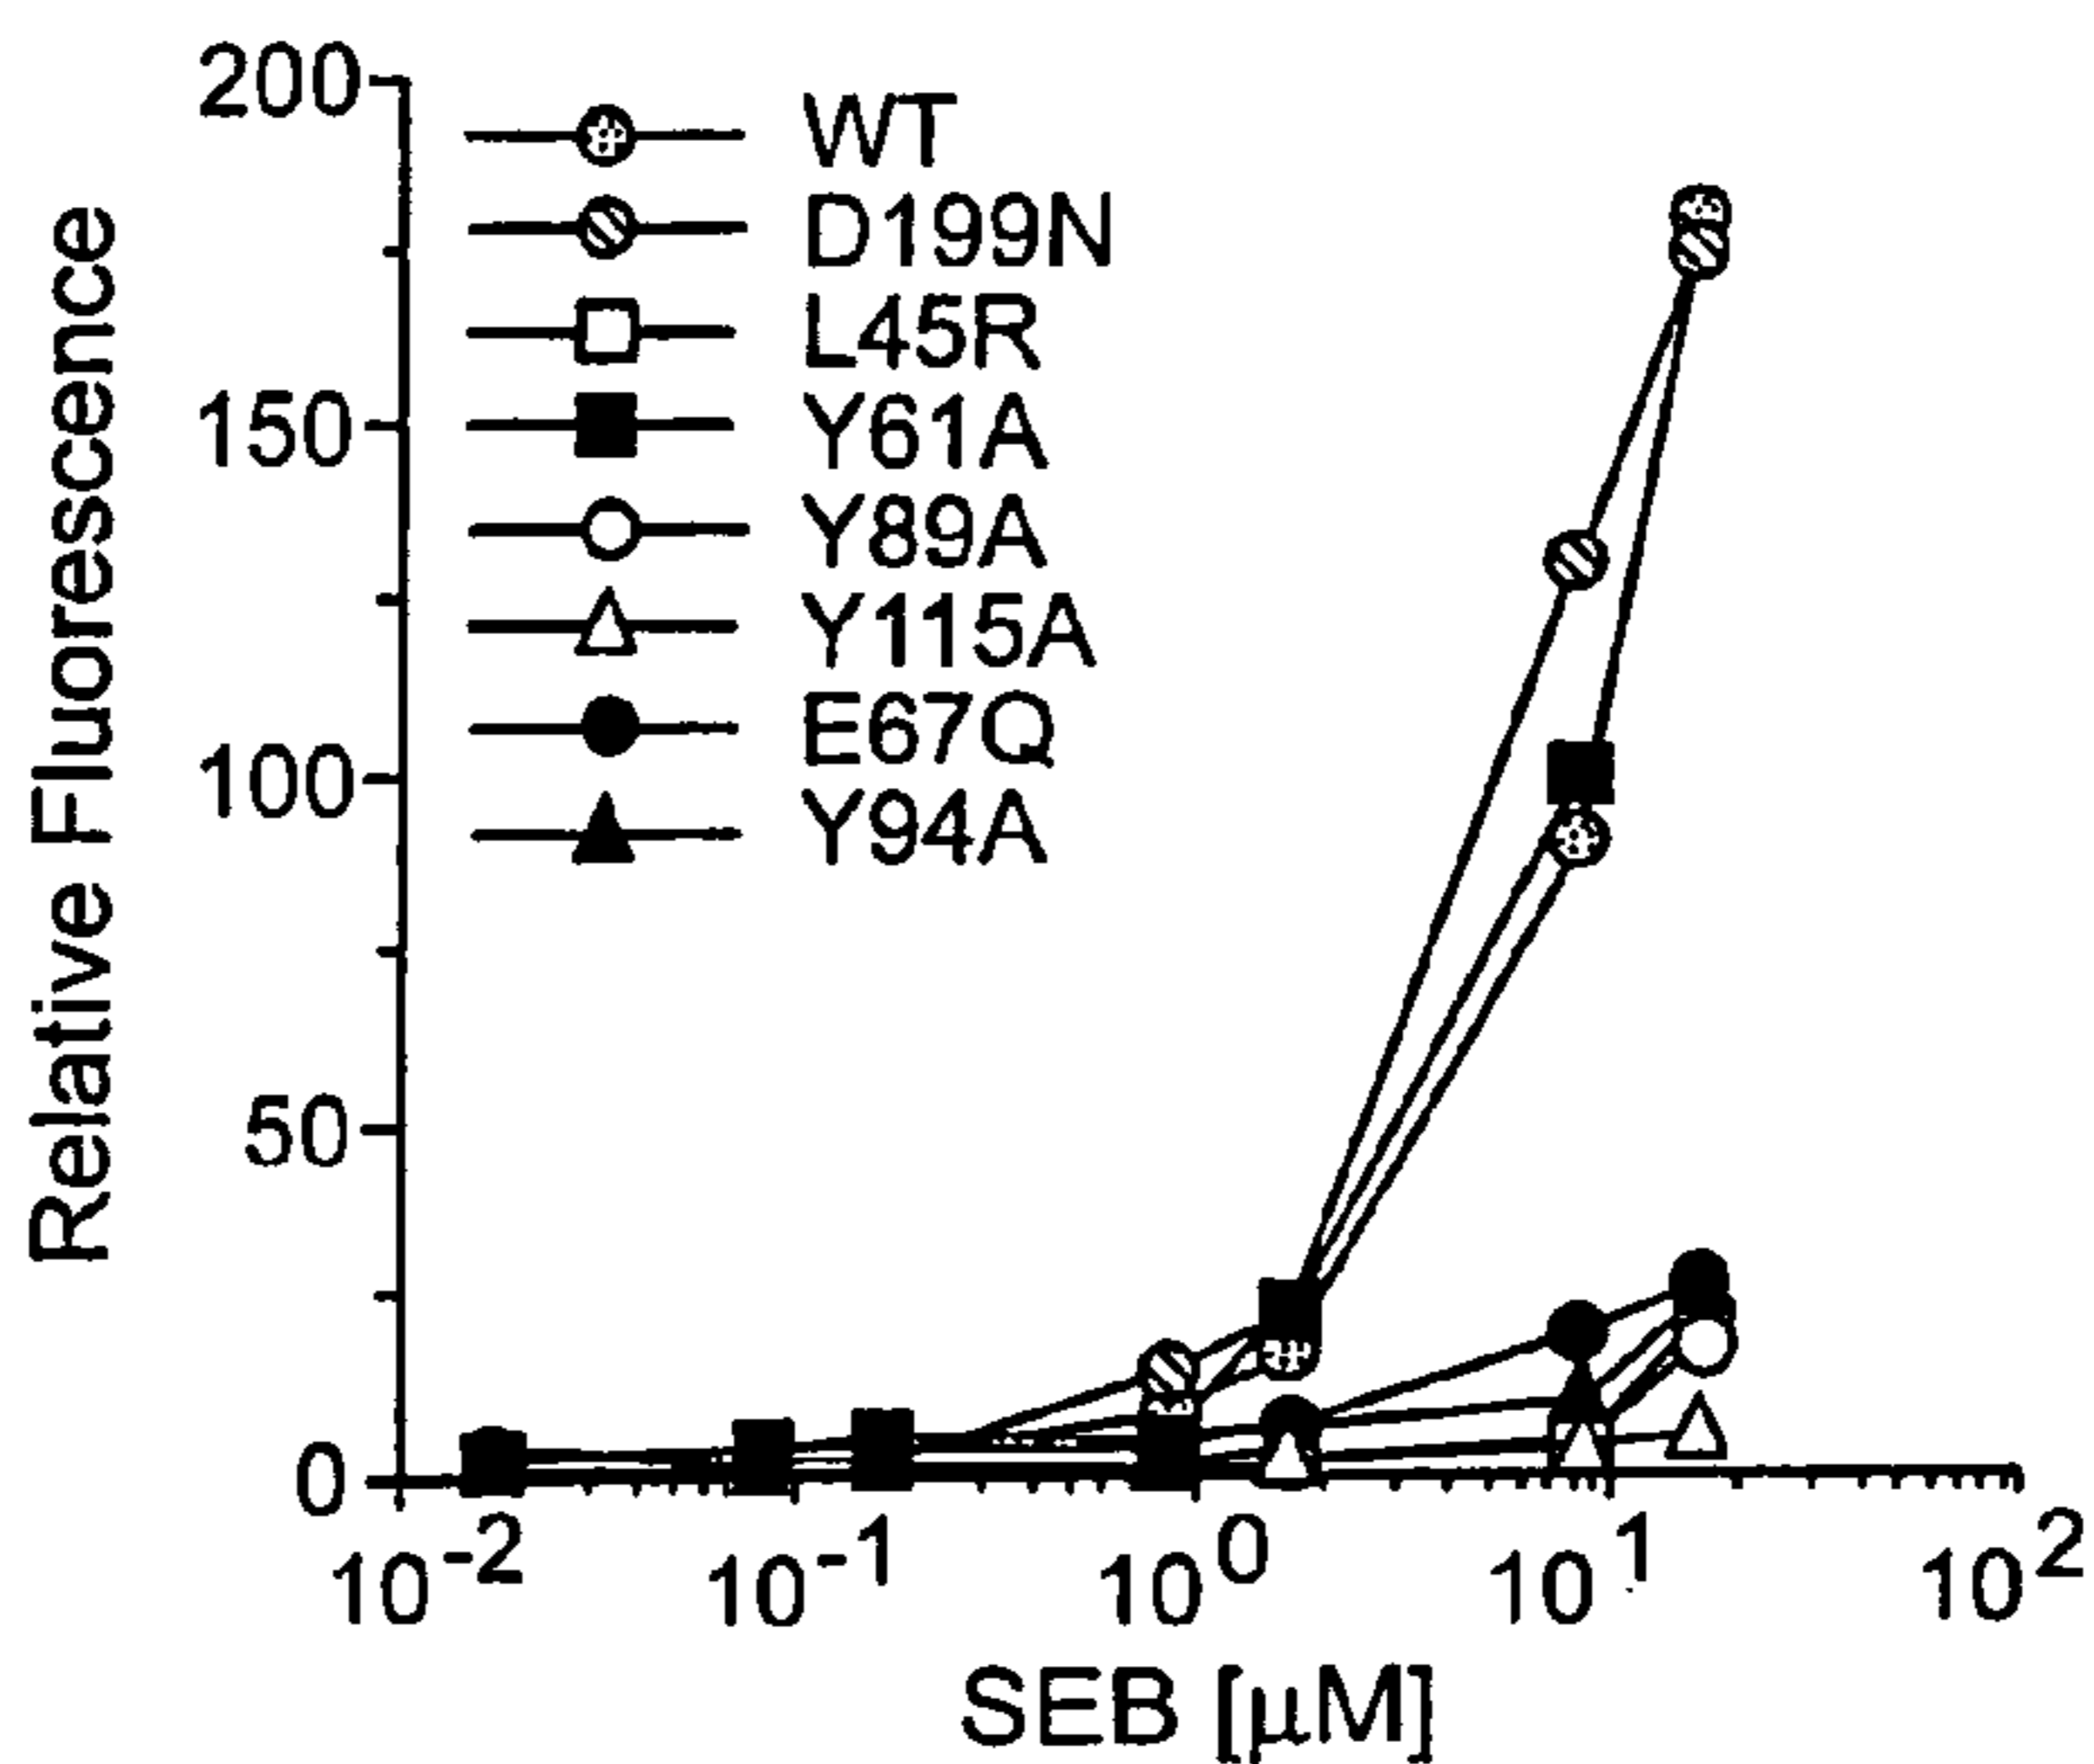 Relative Fluorescence
200
150
100
50
0
WT
D199N
L45R
Y61A
Y89A
Y115A
E67Q
Y94A
10-2
10-1
100
101
102
SEB [μM]